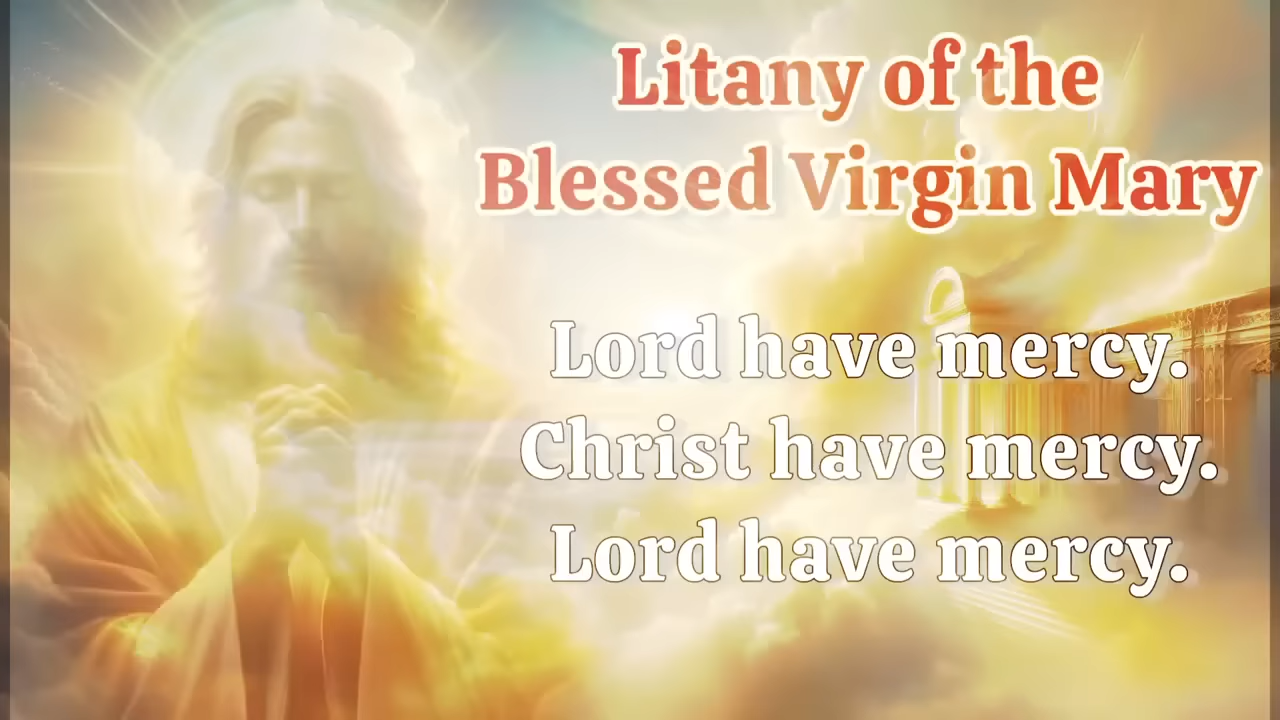 Litany of the
Blessed Virgin Mary
Lord have mercy.
Christ have mercy.
Lord have mercy.